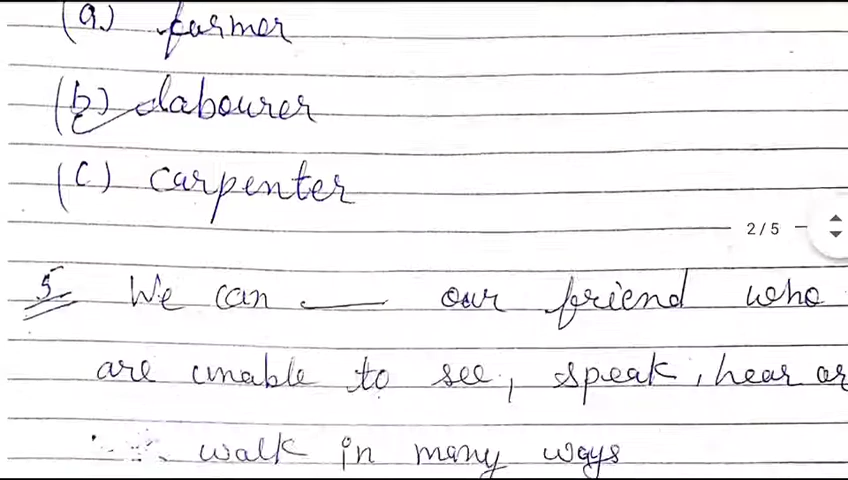 (a) farmer
(b) labourer
(c) carpenter
2/5
5 We can ___ our friend who
are unable to see, speak, hear or
walk in many ways